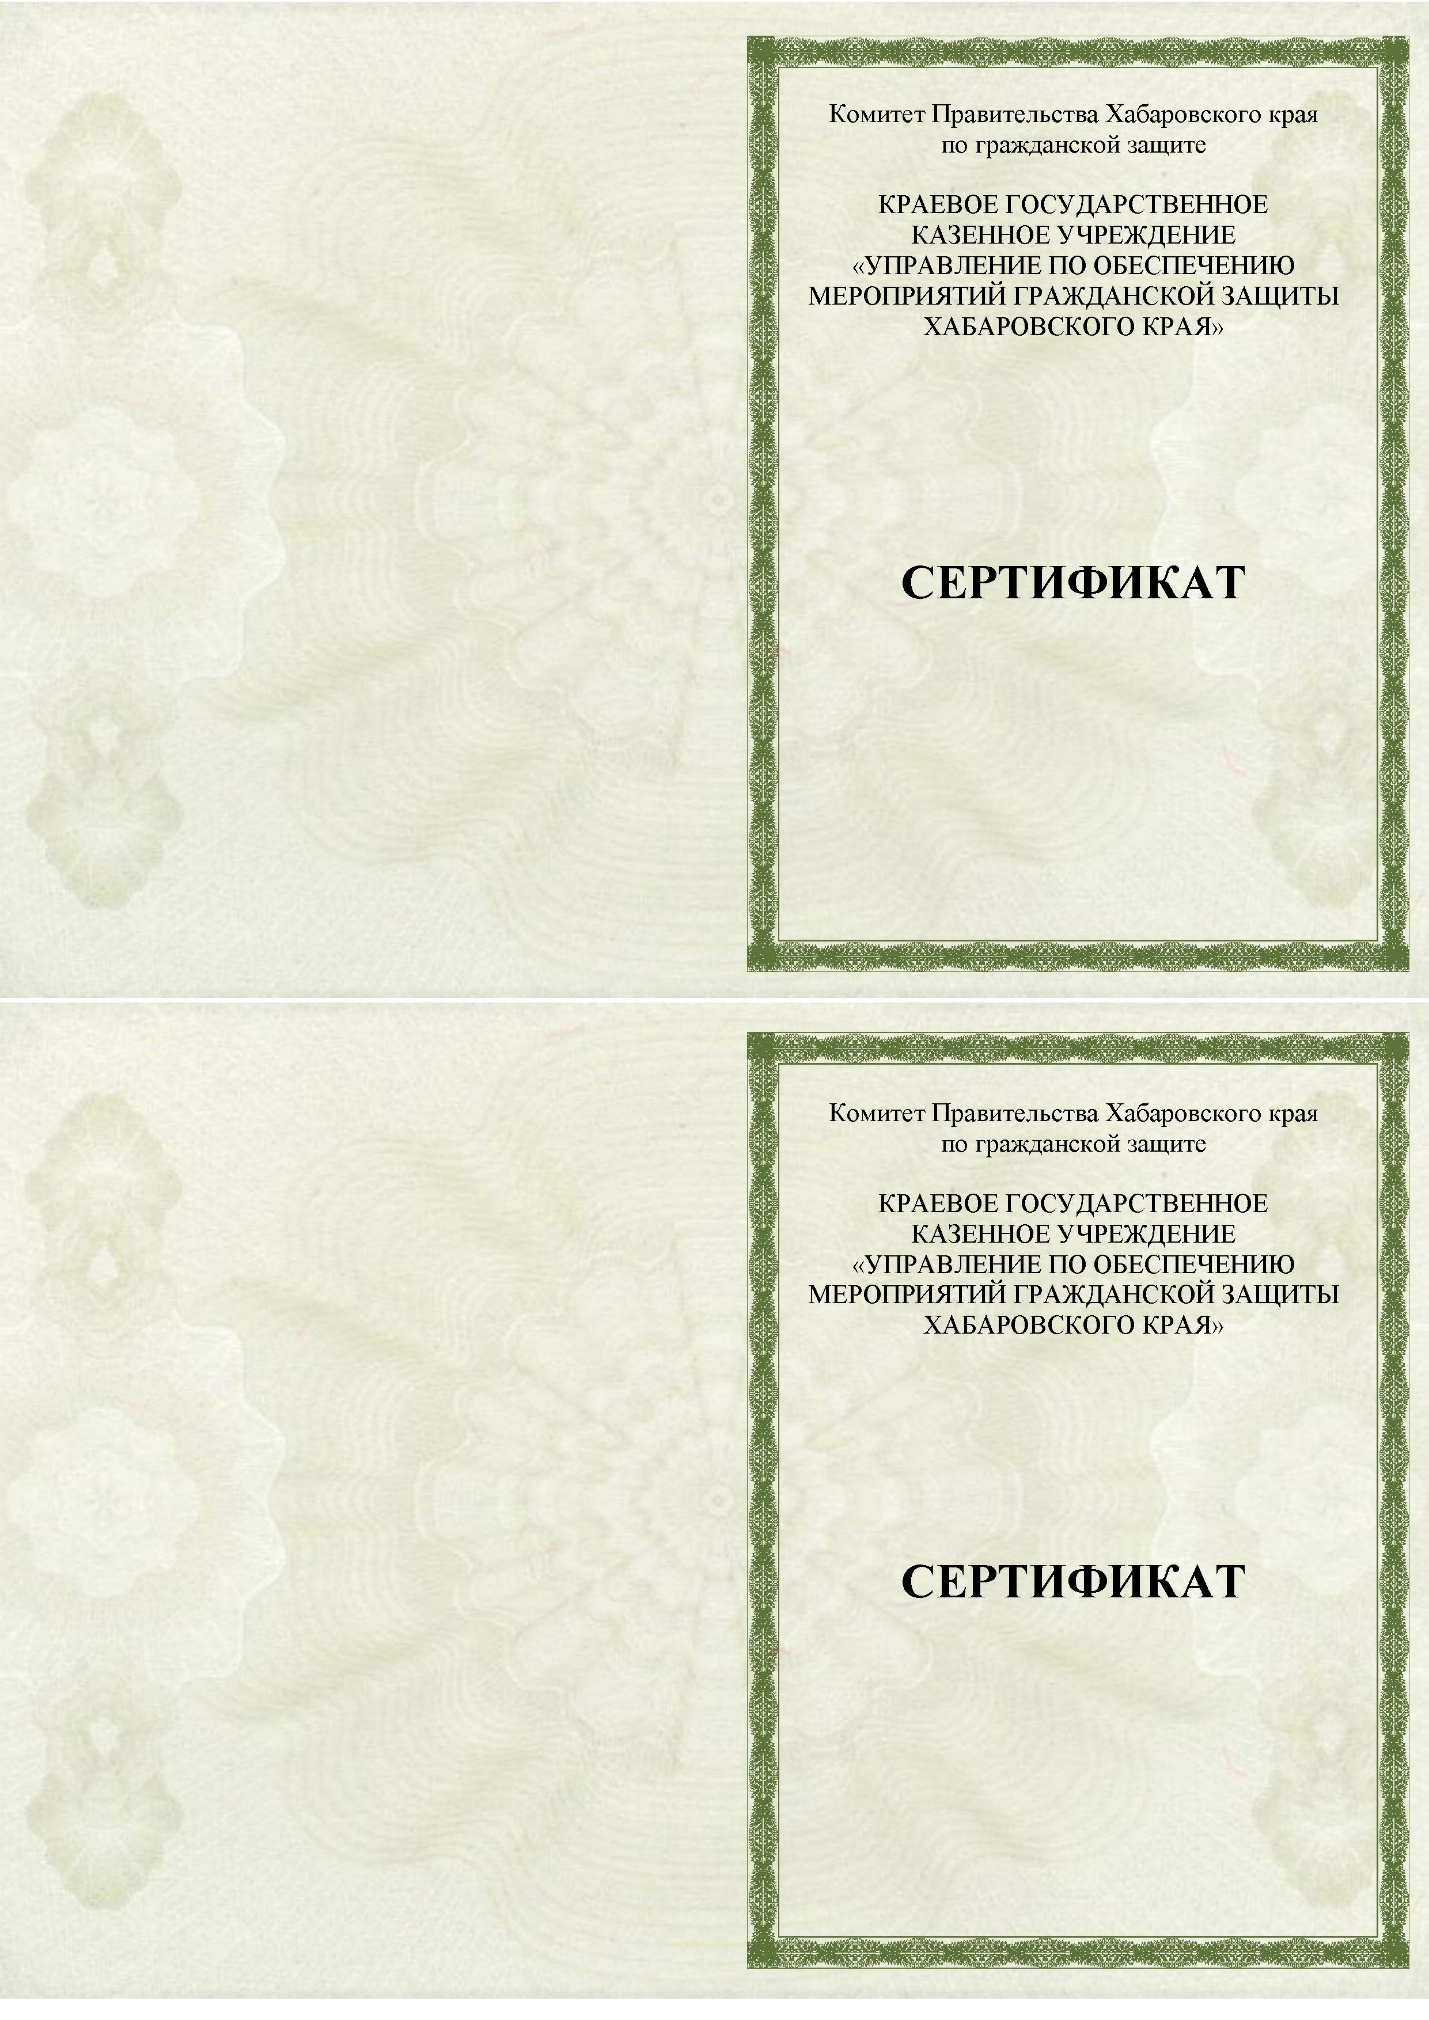 Комитет Правительства Хабаровского края
по гражданской защите
КРАЕВОЕ ГОСУДАРСТВЕННОЕ
КАЗЕННОЕ УЧРЕЖДЕНИЕ
«УПРАВЛЕНИЕ ПО ОБЕСПЕЧЕНИЮ
МЕРОПРИЯТИЙ ГРАЖДАНСКОЙ ЗАЩИТЫ
ХАБАРОВСКОГО КРАЯ»
СЕРТИФИКАТ
Комитет Правительства Хабаровского края
по гражданской защите
КРАЕВОЕ ГОСУДАРСТВЕННОЕ
КАЗЕННОЕ УЧРЕЖДЕНИЕ
«УПРАВЛЕНИЕ ПО ОБЕСПЕЧЕНИЮ
МЕРОПРИЯТИЙ ГРАЖДАНСКОЙ ЗАЩИТЫ
ХАБАРОВСКОГО КРАЯ»
СЕРТИФИКАТ